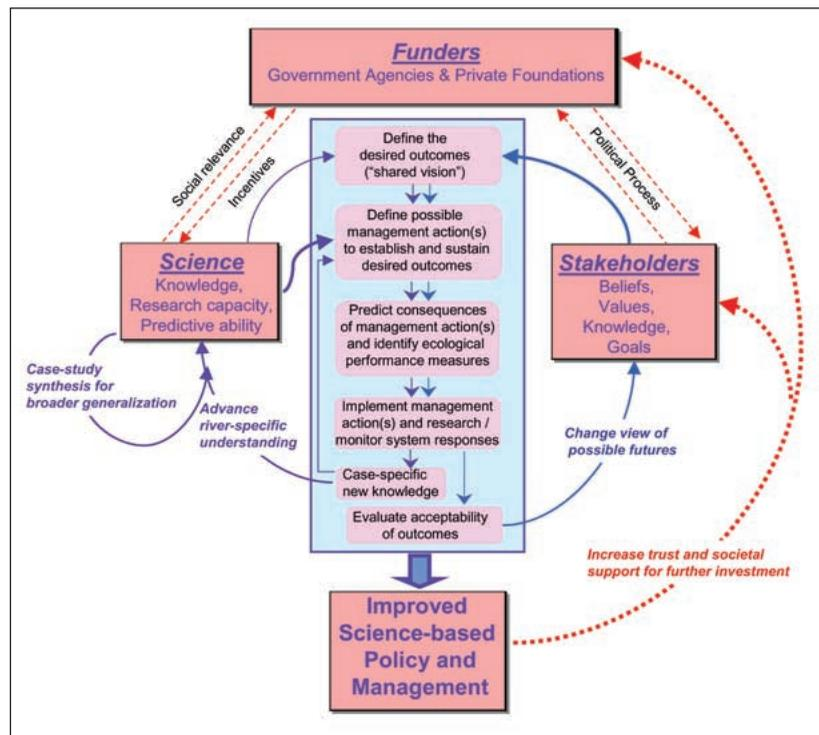 Funders
Government Agencies & Private Foundations
Social relevance
Incentives
Political Process
Define the
desired outcomes
("shared vision")
Define possible
management action(s)
to establish and sustain
desired outcomes
Science
Knowledge,
Research capacity,
Predictive ability
Stakeholders
Beliefs,
Values,
Knowledge,
Goals
Predict consequences
of management action(s)
and identify ecological
performance measures
Case-study
synthesis for
broader generalization
Advance
river-specific
understanding
Implement management
action(s) and research /
monitor system responses
Change view of
possible futures
Case-specific
new knowledge
Evaluate acceptability
of outcomes
Increase trust and societal
support for further investment
Improved
Science-based
Policy and
Management